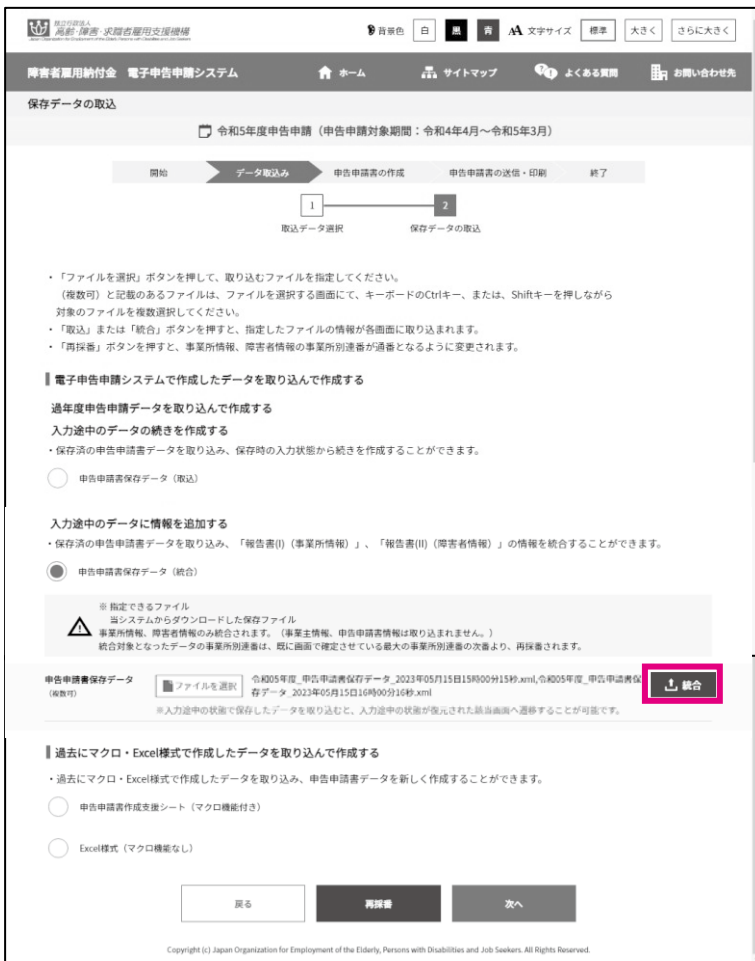 独立行政法人
高齢・障害・求職者雇用支援機構
Japan Organization for Employment of the Elderly, Persons with Disabilities and Job Seekers
背景色 白 黒 青 AA 文字サイズ 標準 大きく さらに大きく
障害者雇用納付金 電子申告申請システム ホーム サイトマップ よくある質問 お問い合わせ先
保存データの取込
令和5年度申告申請（申告申請対象期間：令和4年4月～令和5年3月）
開始 データ取込み 申告申請書の作成 申告申請書の送信・印刷 終了
1 2
取込データ選択 保存データの取込
・「ファイルを選択」ボタンを押して、取り込むファイルを指定してください。
（複数可）と記載のあるファイルは、ファイルを選択する画面にて、キーボードのCtrlキー、または、Shiftキーを押しながら
対象のファイルを複数選択してください。
・「取込」または「統合」ボタンを押すと、指定したファイルの情報が各画面に取り込まれます。
・「再採番」ボタンを押すと、事業所情報、障害者情報の事業所別連番が通番となるように変更されます。
電子申告申請システムで作成したデータを取り込んで作成する
過年度申告申請データを取り込んで作成する
入力途中のデータの続きを作成する
・保存済の申告申請書データを取り込み、保存時の入力状態から続きを作成することができます。
申告申請書保存データ（取込）
入力途中のデータに情報を追加する
・保存済の申告申請書データを取り込み、「報告書(I)（事業所情報）」、「報告書(II)（障害者情報）」の情報を統合することができます。
申告申請書保存データ（統合）
※ 指定できるファイル
当システムからダウンロードした保存ファイル
事業所情報、障害者情報のみ統合されます。（事業主情報、申告申請書情報は取り込まれません。）
統合対象となったデータの事業所別連番は、既に画面で確定させている最大の事業所別連番の次番より、再採番されます。
申告申請書保存データ
（複数可）
ファイルを選択
令和05年度_申告申請書保存データ_2023年05月15日15時00分15秒.xml,令和05年度_申告申請書保
存データ_2023年05月15日16時00分16秒.xml
統合
※入力途中の状態で保存したデータを取り込むと、入力途中の状態が復元された該当画面へ遷移することが可能です。
過去にマクロ・Excel様式で作成したデータを取り込んで作成する
・過去にマクロ・Excel様式で作成したデータを取り込み、申告申請書データを新しく作成することができます。
申告申請書作成支援シート（マクロ機能付き）
Excel様式（マクロ機能なし）
戻る 再採番 次へ
Copyright (c) Japan Organization for Employment of the Elderly, Persons with Disabilities and Job Seekers. All Rights Reserved.